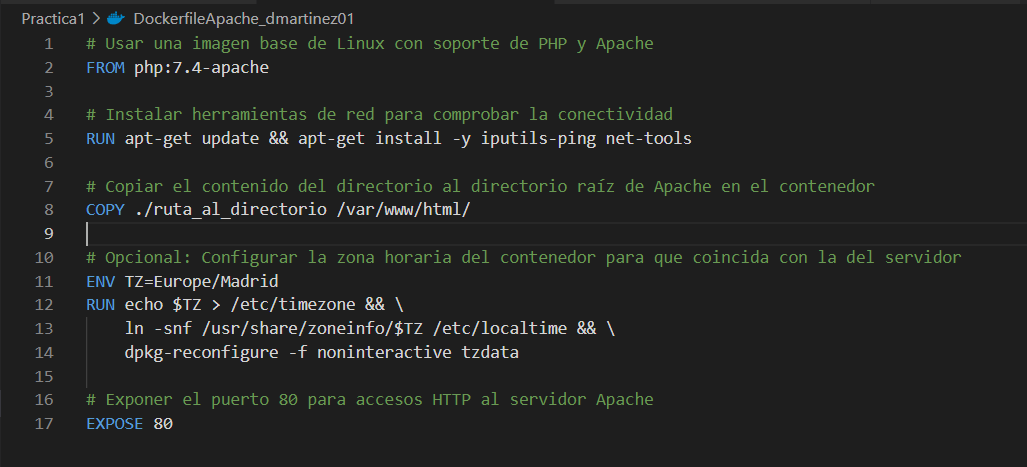 Practica1 > DockerfileApache_dmartinez01
1 # Usar una imagen base de Linux con soporte de PHP y Apache
2 FROM php:7.4-apache
3
4 # Instalar herramientas de red para comprobar la conectividad
5 RUN apt-get update && apt-get install -y iputils-ping net-tools
6
7 # Copiar el contenido del directorio al directorio raíz de Apache en el contenedor
8 COPY ./ruta_al_directorio /var/www/html/
9
10 # Opcional: Configurar la zona horaria del contenedor para que coincida con la del servidor
11 ENV TZ=Europe/Madrid
12 RUN echo $TZ > /etc/timezone && \
13     ln -snf /usr/share/zoneinfo/$TZ /etc/localtime && \
14     dpkg-reconfigure -f noninteractive tzdata
15
16 # Exponer el puerto 80 para accesos HTTP al servidor Apache
17 EXPOSE 80